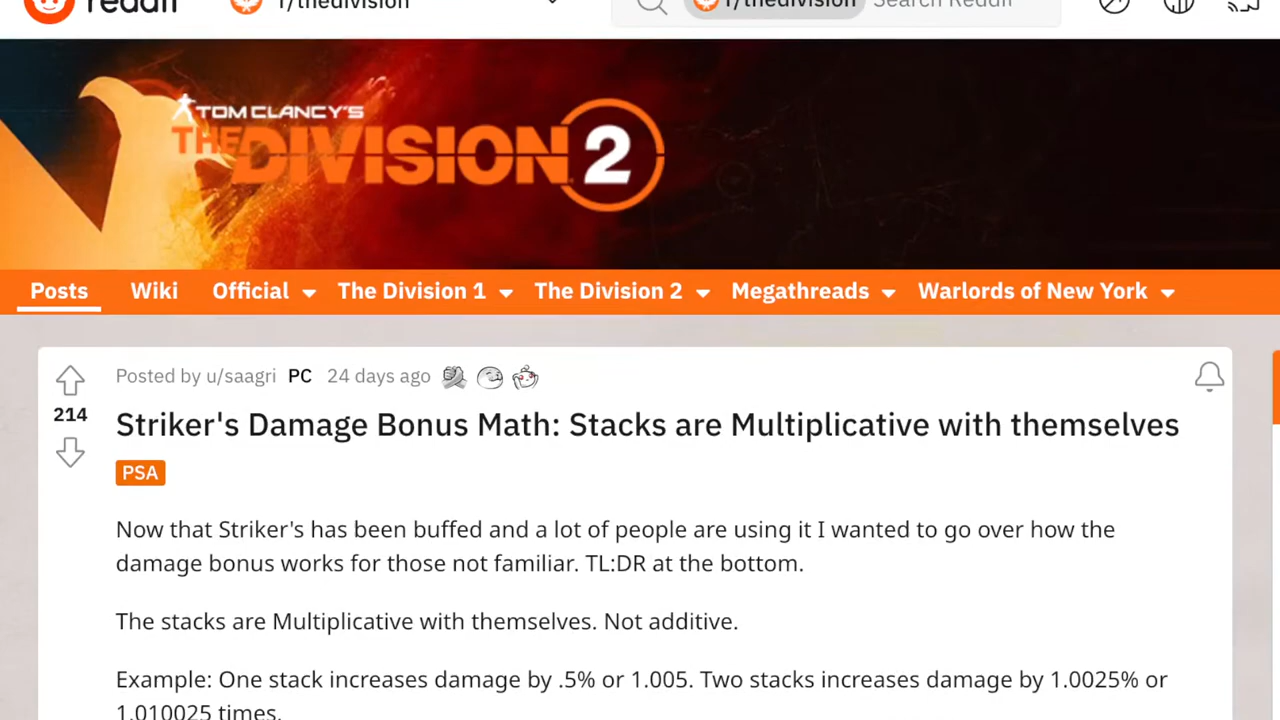 reddit r/thedivision r/thedivision Search Reddit
TOM CLANCY'S
THE DIVISION 2
Posts Wiki Official The Division 1 The Division 2 Megathreads Warlords of New York
Posted by u/saagri PC 24 days ago
214
Striker's Damage Bonus Math: Stacks are Multiplicative with themselves
PSA
Now that Striker's has been buffed and a lot of people are using it I wanted to go over how the
damage bonus works for those not familiar. TL:DR at the bottom.
The stacks are Multiplicative with themselves. Not additive.
Example: One stack increases damage by .5% or 1.005. Two stacks increases damage by 1.0025% or
1.010025 times.